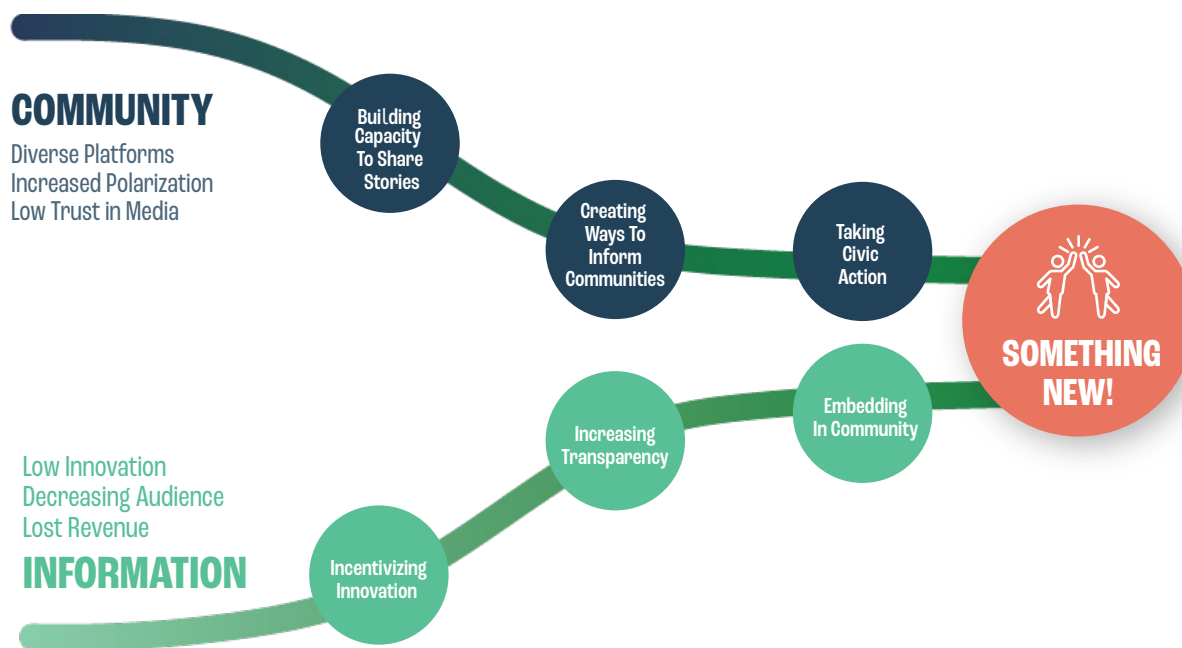 COMMUNITY
Diverse Platforms
Increased Polarization
Low Trust in Media
Building
Capacity
To Share
Stories
Creating
Ways To
Inform
Communities
Taking
Civic
Action
SOMETHING
NEW!
Embedding
In Community
Increasing
Transparency
Incentivizing
Innovation
Low Innovation
Decreasing Audience
Lost Revenue
INFORMATION